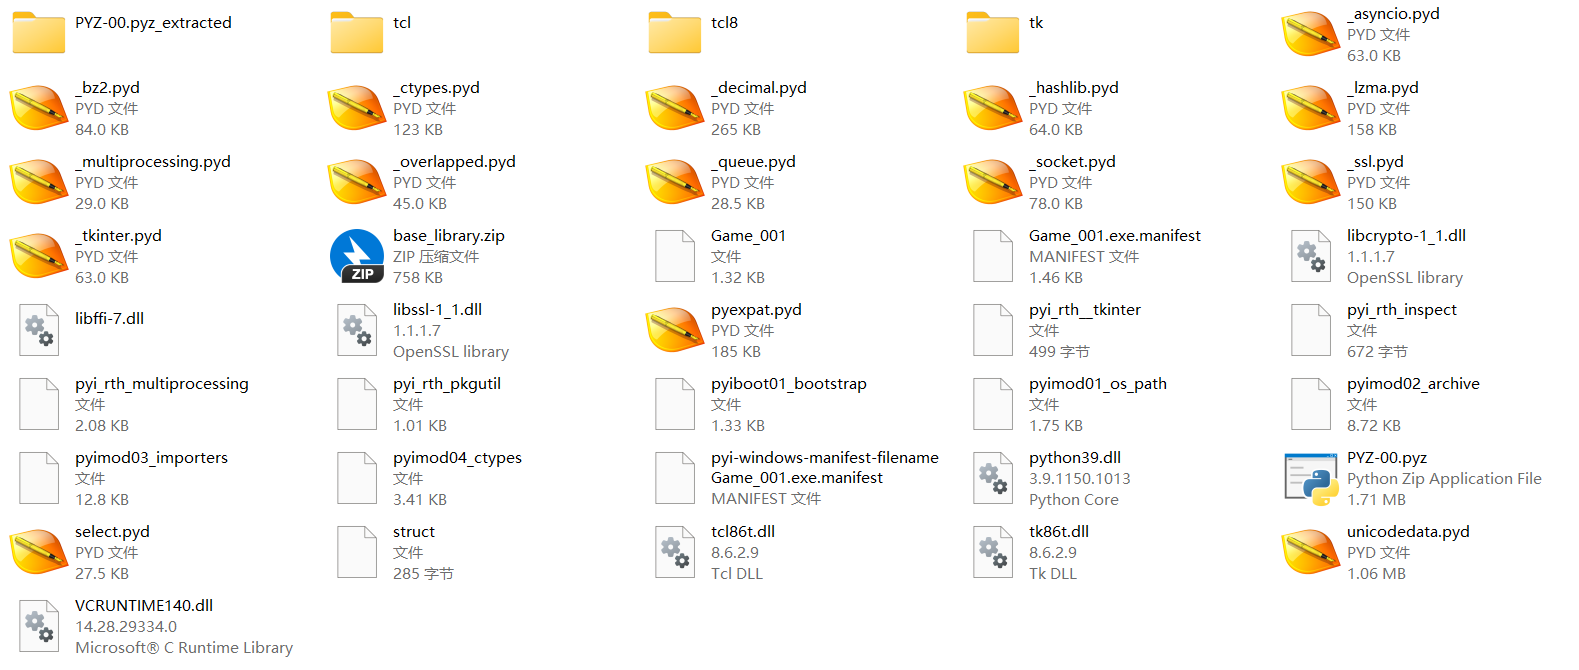 PYZ-00.pyz_extracted
tcl
tcl8
tk
_asyncio.pyd
PYD 文件
63.0 KB
_bz2.pyd
PYD 文件
84.0 KB
_ctypes.pyd
PYD 文件
123 KB
_decimal.pyd
PYD 文件
265 KB
_hashlib.pyd
PYD 文件
64.0 KB
_lzma.pyd
PYD 文件
158 KB
_multiprocessing.pyd
PYD 文件
29.0 KB
_overlapped.pyd
PYD 文件
45.0 KB
_queue.pyd
PYD 文件
28.5 KB
_socket.pyd
PYD 文件
78.0 KB
_ssl.pyd
PYD 文件
150 KB
_tkinter.pyd
PYD 文件
63.0 KB
ZIP
base_library.zip
ZIP 压缩文件
758 KB
Game_001
文件
1.32 KB
Game_001.exe.manifest
MANIFEST 文件
1.46 KB
libcrypto-1_1.dll
1.1.1.7
OpenSSL library
libffi-7.dll
libssl-1_1.dll
1.1.1.7
OpenSSL library
pyexpat.pyd
PYD 文件
185 KB
pyi_rth__tkinter
文件
499 字节
pyi_rth_inspect
文件
672 字节
pyi_rth_multiprocessing
文件
2.08 KB
pyi_rth_pkgutil
文件
1.01 KB
pyiboot01_bootstrap
文件
1.33 KB
pyimod01_os_path
文件
1.75 KB
pyimod02_archive
文件
8.72 KB
pyimod03_importers
文件
12.8 KB
pyimod04_ctypes
文件
3.41 KB
pyi-windows-manifest-filename
Game_001.exe.manifest
MANIFEST 文件
python39.dll
3.9.1150.1013
Python Core
PYZ-00.pyz
Python Zip Application File
1.71 MB
select.pyd
PYD 文件
27.5 KB
struct
文件
285 字节
tcl86t.dll
8.6.2.9
Tcl DLL
tk86t.dll
8.6.2.9
Tk DLL
unicodedata.pyd
PYD 文件
1.06 MB
VCRUNTIME140.dll
14.28.29334.0
Microsoft® C Runtime Library